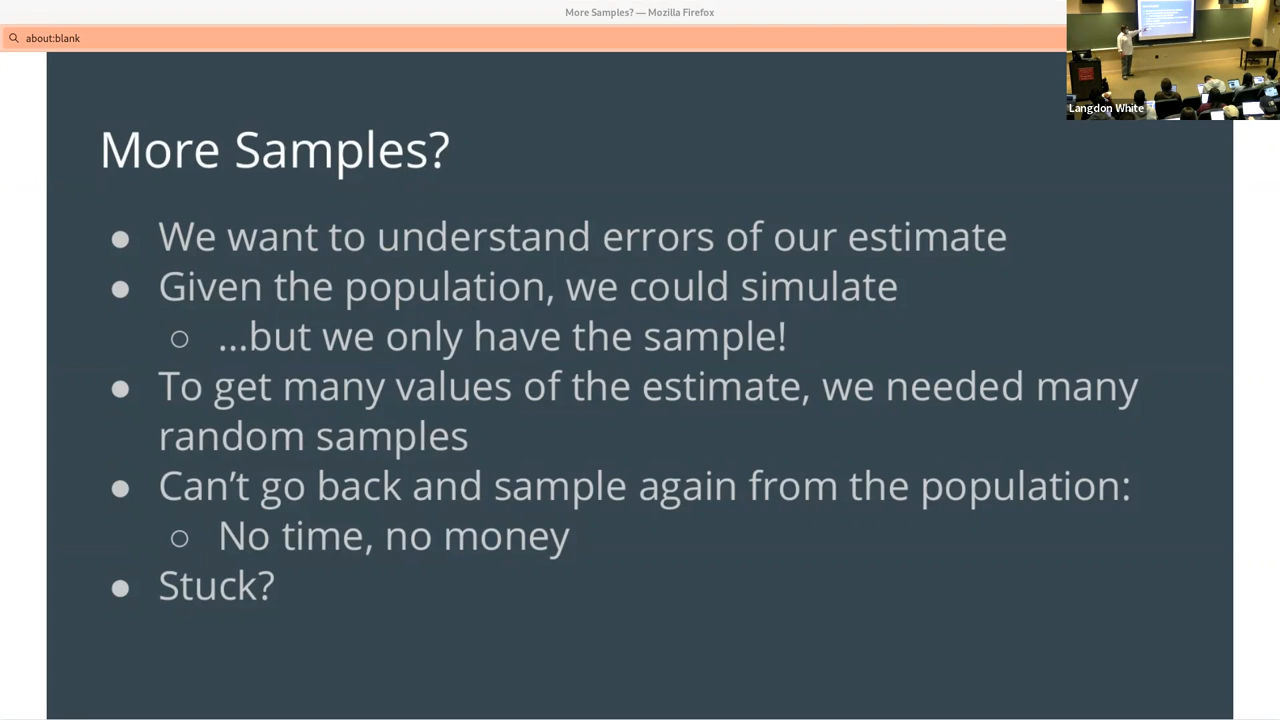 More Samples? — Mozilla Firefox
about:blank
Langdon White
More Samples?
● We want to understand errors of our estimate
● Given the population, we could simulate
○ …but we only have the sample!
● To get many values of the estimate, we needed many
random samples
● Can’t go back and sample again from the population:
○ No time, no money
● Stuck?